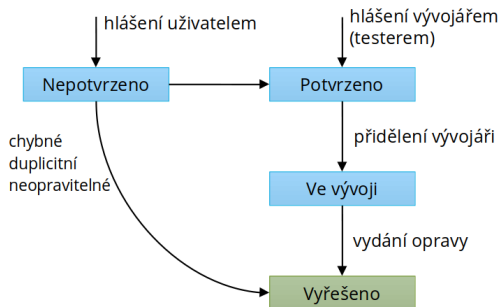 hlášení uživatelem
hlášení vývojářem
(testerem)
Nepotvrzeno
Potvrzeno
chybné
duplicitní
neopravitelné
přidělení vývojáři
Ve vývoji
vydání opravy
Vyřešeno